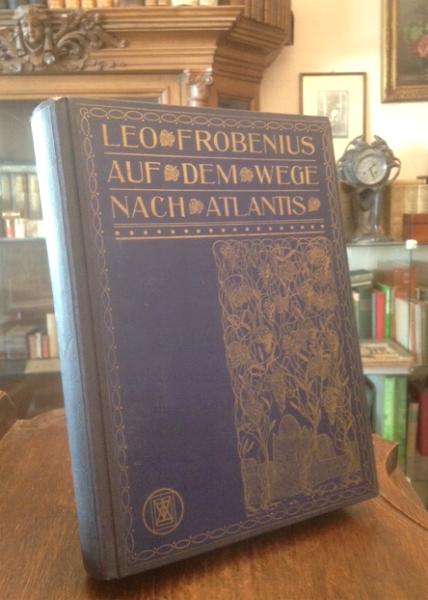 LEO FROBENIUS
AUF DEM WEGE
NACH ATLANTIS